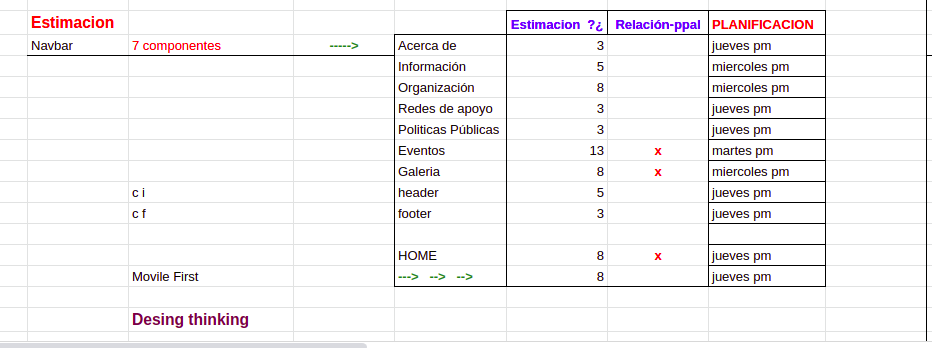 Estimacion Estimacion ?¿ Relación-ppal PLANIFICACION
Navbar 7 componentes -----> Acerca de 3 jueves pm
Información 5 miercoles pm
Organización 8 miercoles pm
Redes de apoyo 3 jueves pm
Politicas Públicas 3 jueves pm
Eventos 13 x martes pm
Galeria 8 x miercoles pm
c i header 5 jueves pm
c f footer 3 jueves pm
HOME 8 x jueves pm
Movile First ---> --> --> 8 jueves pm
Desing thinking